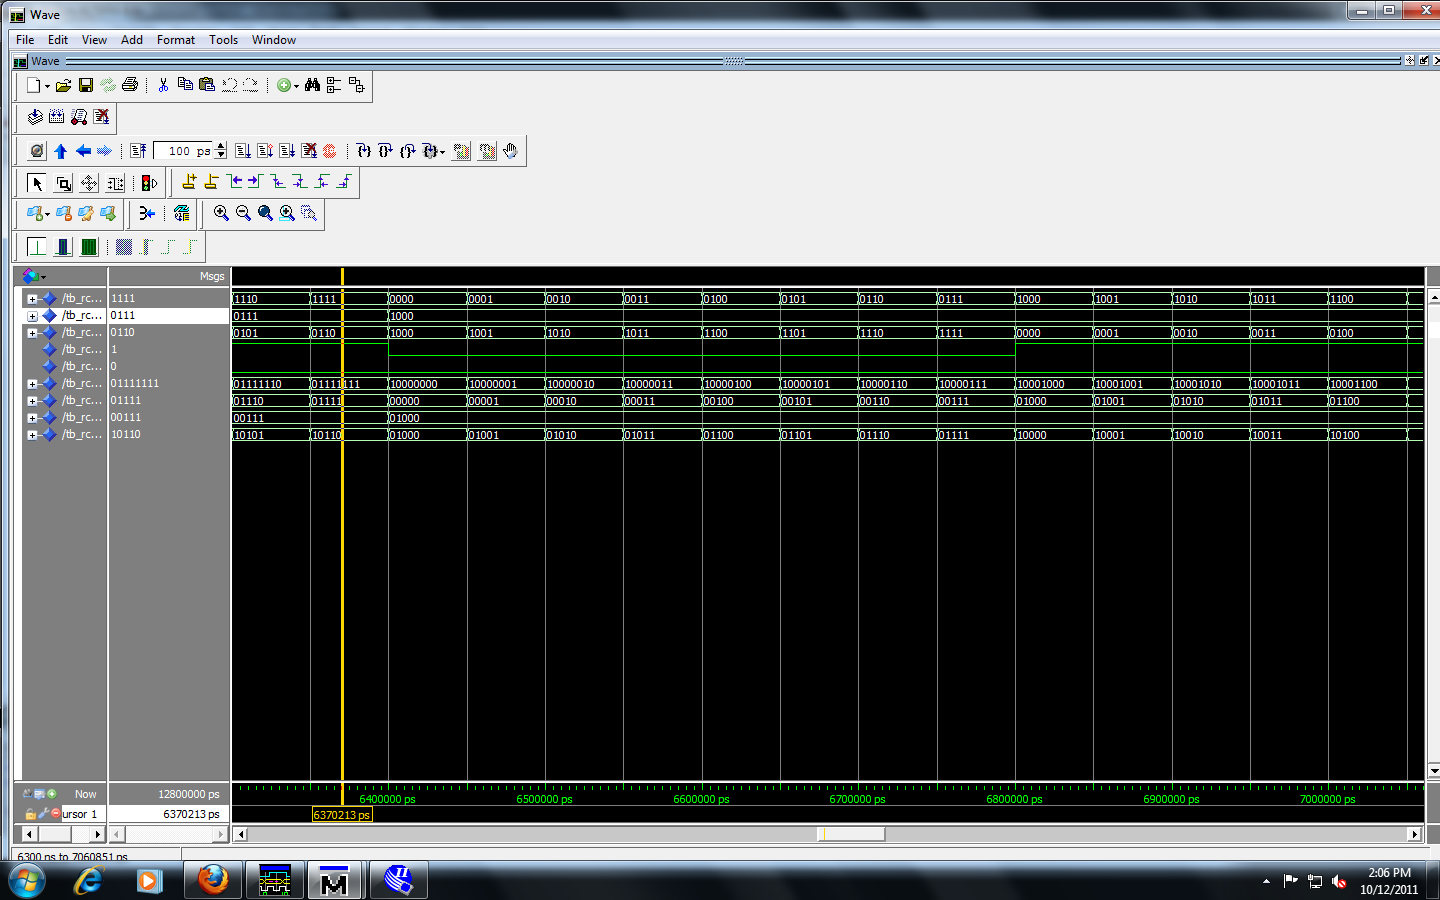 Wave
File Edit View Add Format Tools Window
Wave
100 ps
Msgs
/tb_rc... 1111 1110 1111 0000 0001 0010 0011 0100 0101 0110 0111 1000 1001 1010 1011 1100
/tb_rc... 0111 0111 1000
/tb_rc... 0110 0101 0110 1000 1001 1010 1011 1100 1101 1110 1111 0000 0001 0010 0011 0100
/tb_rc... 1
/tb_rc... 0
/tb_rc... 01111111 01111110 01111111 10000000 10000001 10000010 10000011 10000100 10000101 10000110 10000111 10001000 10001001 10001010 10001011 10001100
/tb_rc... 01111 01110 01111 00000 00001 00010 00011 00100 00101 00110 00111 01000 01001 01010 01011 01100
/tb_rc... 00111 00111 01000
/tb_rc... 10110 10101 10110 01000 01001 01010 01011 01100 01101 01110 01111 10000 10001 10010 10011 10100
Now 12800000 ps 6400000 ps 6500000 ps 6600000 ps 6700000 ps 6800000 ps 6900000 ps 7000000 ps
ursor 1 6370213 ps 6370213 ps
6300 ns to 7060851 ps
2:06 PM
10/12/2011